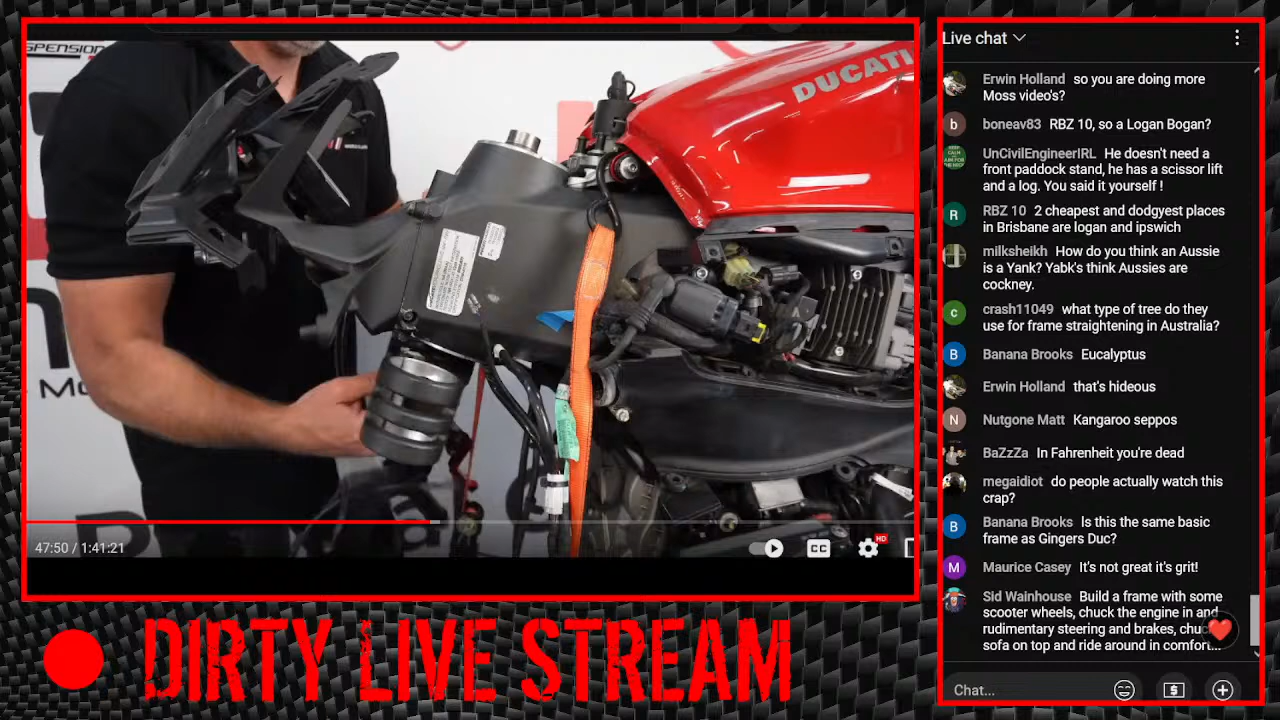 SPENSION
DUCATI
47:50 / 1:41:21
CC
HD
DIRTY LIVE STREAM
Live chat
Erwin Holland so you are doing more
Moss video's?
b
boneav83 RBZ 10, so a Logan Bogan?
UnCivilEngineerIRL He doesn't need a
front paddock stand, he has a scissor lift
and a log. You said it yourself !
R
RBZ 10 2 cheapest and dodgyest places
in Brisbane are logan and ipswich
milksheikh How do you think an Aussie
is a Yank? Yabk's think Aussies are
cockney.
c
crash11049 what type of tree do they
use for frame straightening in Australia?
B
Banana Brooks Eucalyptus
Erwin Holland that's hideous
N
Nutgone Matt Kangaroo seppos
BaZzZa In Fahrenheit you're dead
megaidiot do people actually watch this
crap?
B
Banana Brooks Is this the same basic
frame as Gingers Duc?
M
Maurice Casey It's not great it's grit!
Sid Wainhouse Build a frame with some
scooter wheels, chuck the engine in and
rudimentary steering and brakes, chuc
sofa on top and ride around in comfort...
Chat...